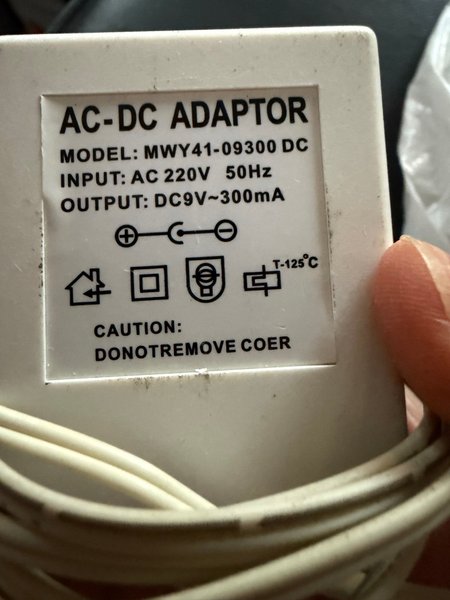 AC-DC ADAPTOR
MODEL: MWY41-09300 DC
INPUT: AC 220V 50Hz
OUTPUT: DC9V~300mA
T-125°C
CAUTION:
DONOTREMOVE COER